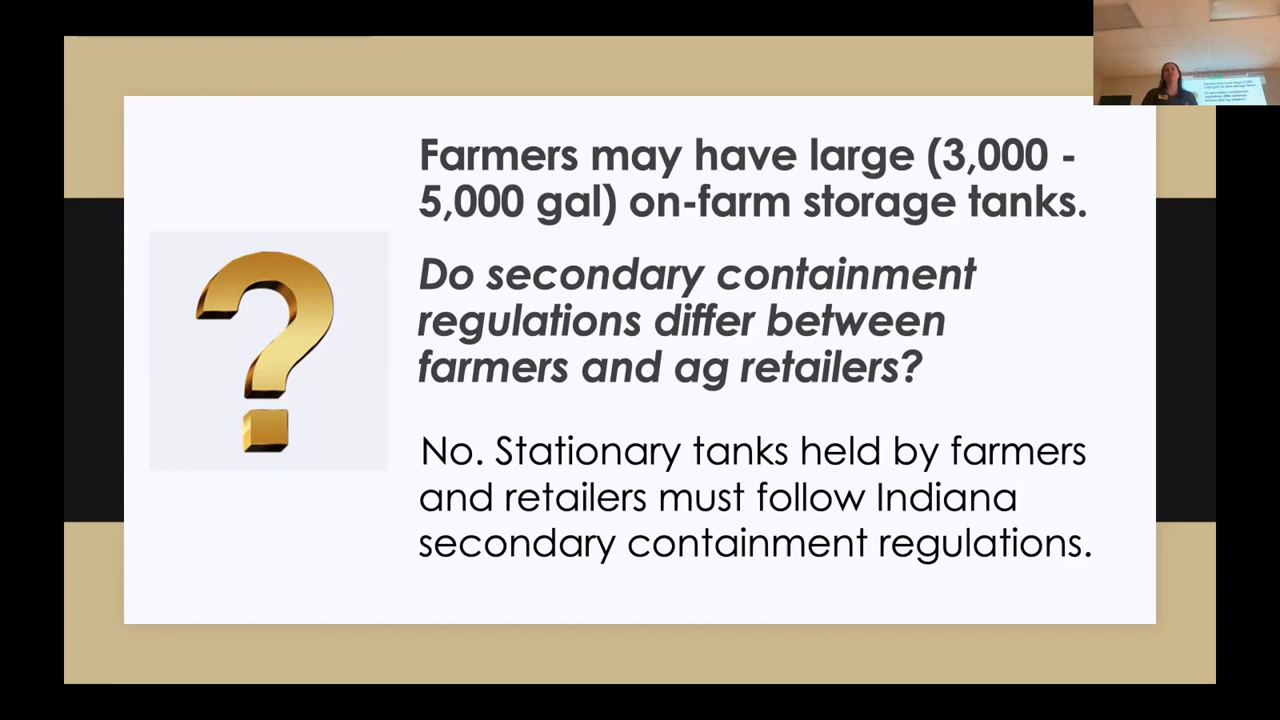 Farmers may have large (3,000 -
5,000 gal) on-farm storage tanks.
Do secondary containment
regulations differ between
farmers and ag retailers?
No. Stationary tanks held by farmers
and retailers must follow Indiana
secondary containment regulations.